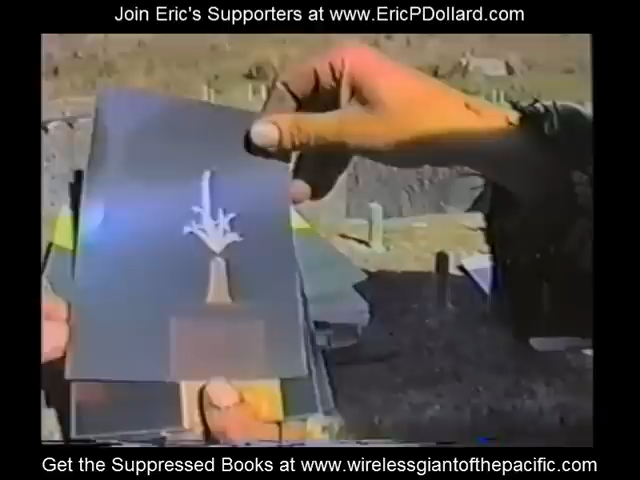 Join Eric's Supporters at www.EricPDollard.com
Get the Suppressed Books at www.wirelessgiantofthepacific.com